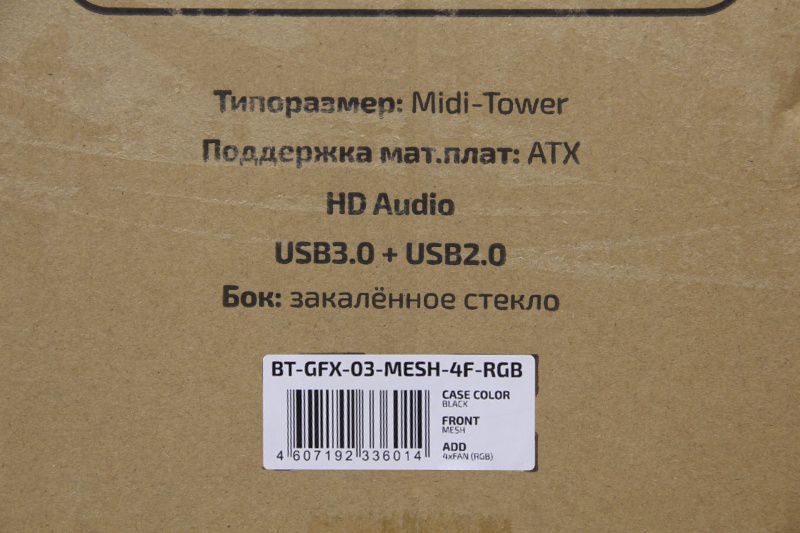 Типоразмер: Midi-Tower
Поддержка мат.плат: ATX
HD Audio
USB3.0 + USB2.0
Бок: закалённое стекло
BT-GFX-03-MESH-4F-RGB
CASE COLOR
BLACK
FRONT
MESH
ADD
4xFAN (RGB)
4 607192 336014